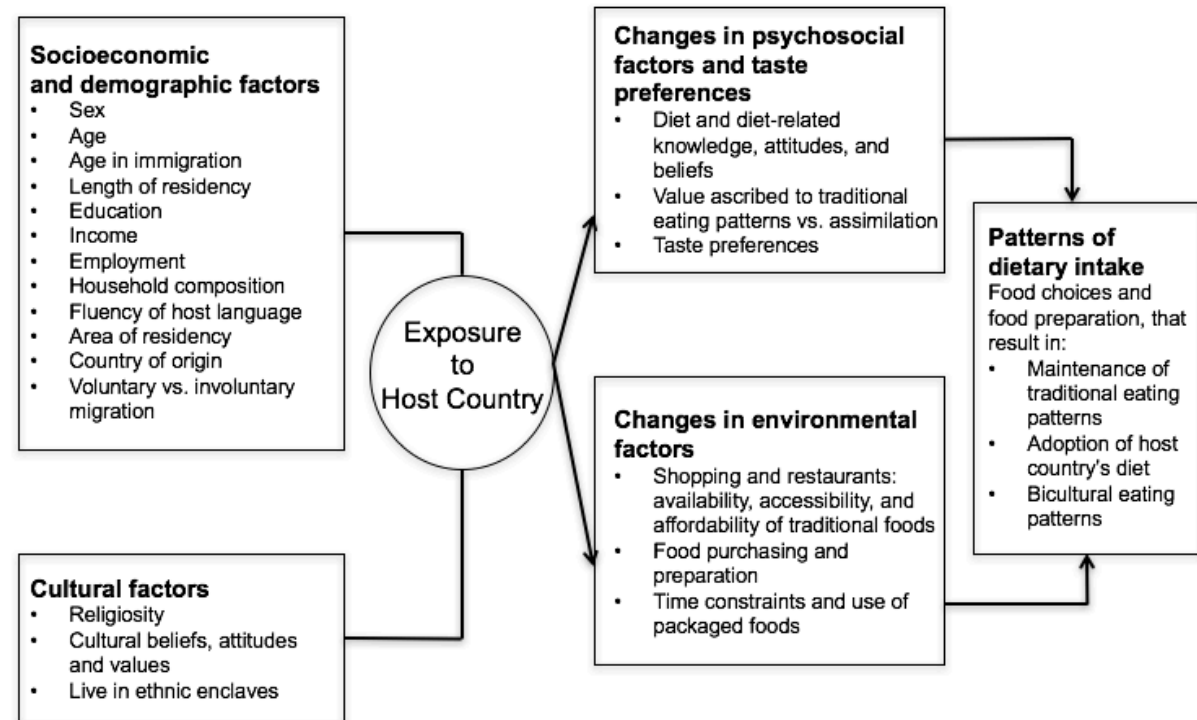 Socioeconomic
and demographic factors
• Sex
• Age
• Age in immigration
• Length of residency
• Education
• Income
• Employment
• Household composition
• Fluency of host language
• Area of residency
• Country of origin
• Voluntary vs. involuntary
migration
Cultural factors
• Religiosity
• Cultural beliefs, attitudes
and values
• Live in ethnic enclaves
Exposure
to
Host Country
Changes in psychosocial
factors and taste
preferences
• Diet and diet-related
knowledge, attitudes, and
beliefs
• Value ascribed to traditional
eating patterns vs. assimilation
• Taste preferences
Changes in environmental
factors
• Shopping and restaurants:
availability, accessibility, and
affordability of traditional foods
• Food purchasing and
preparation
• Time constraints and use of
packaged foods
Patterns of
dietary intake
Food choices and
food preparation, that
result in:
• Maintenance of
traditional eating
patterns
• Adoption of host
country's diet
• Bicultural eating
patterns